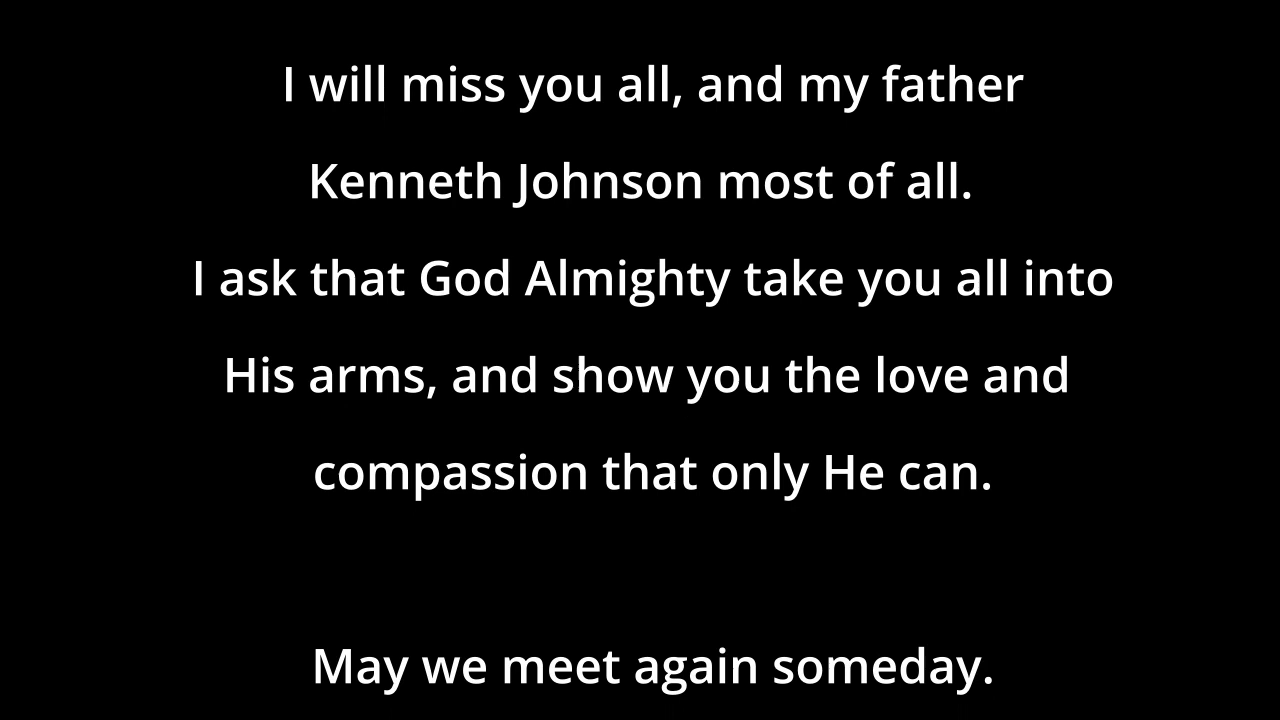 I will miss you all, and my father
Kenneth Johnson most of all.
I ask that God Almighty take you all into
His arms, and show you the love and
compassion that only He can.
May we meet again someday.